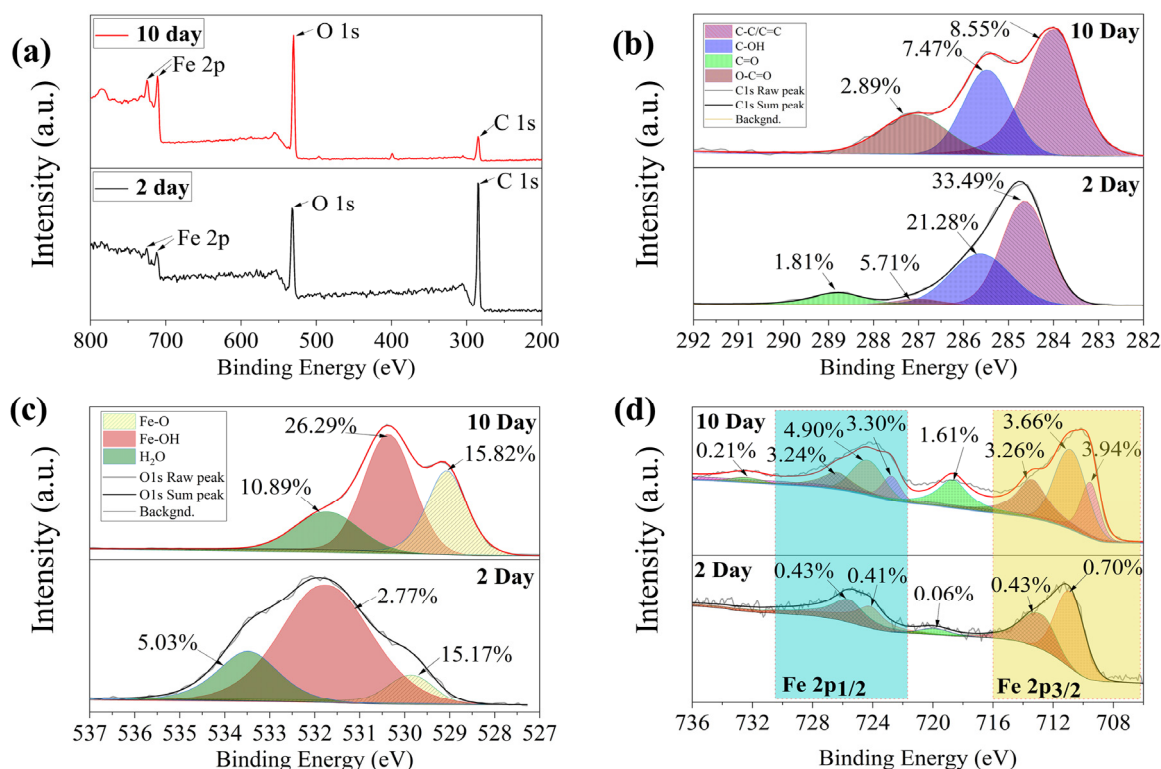 (a)
10 day
Fe 2p
O 1s
C 1s
2 day
Fe 2p
O 1s
C 1s
Intensity (a.u.)
800 700 600 500 400 300 200
Binding Energy (eV)
(b)
C-C/C=C
C-OH
C=O
O-C=O
C1s Raw peak
C1s Sum peak
Backgnd.
10 Day
8.55%
7.47%
2.89%
2 Day
33.49%
21.28%
1.81%
5.71%
Intensity (a.u.)
292 291 290 289 288 287 286 285 284 283 282
Binding Energy (eV)
(c)
Fe-O
Fe-OH
H2O
O1s Raw peak
O1s Sum peak
Backgnd.
10 Day
26.29%
15.82%
10.89%
2 Day
2.77%
5.03%
15.17%
Intensity (a.u.)
537 536 535 534 533 532 531 530 529 528 527
Binding Energy (eV)
(d)
10 Day
0.21%
3.24%
4.90%
3.30%
1.61%
3.26%
3.66%
3.94%
2 Day
0.43%
0.41%
0.06%
0.43%
0.70%
Fe 2p1/2
Fe 2p3/2
Intensity (a.u.)
736 732 728 724 720 716 712 708
Binding Energy (eV)